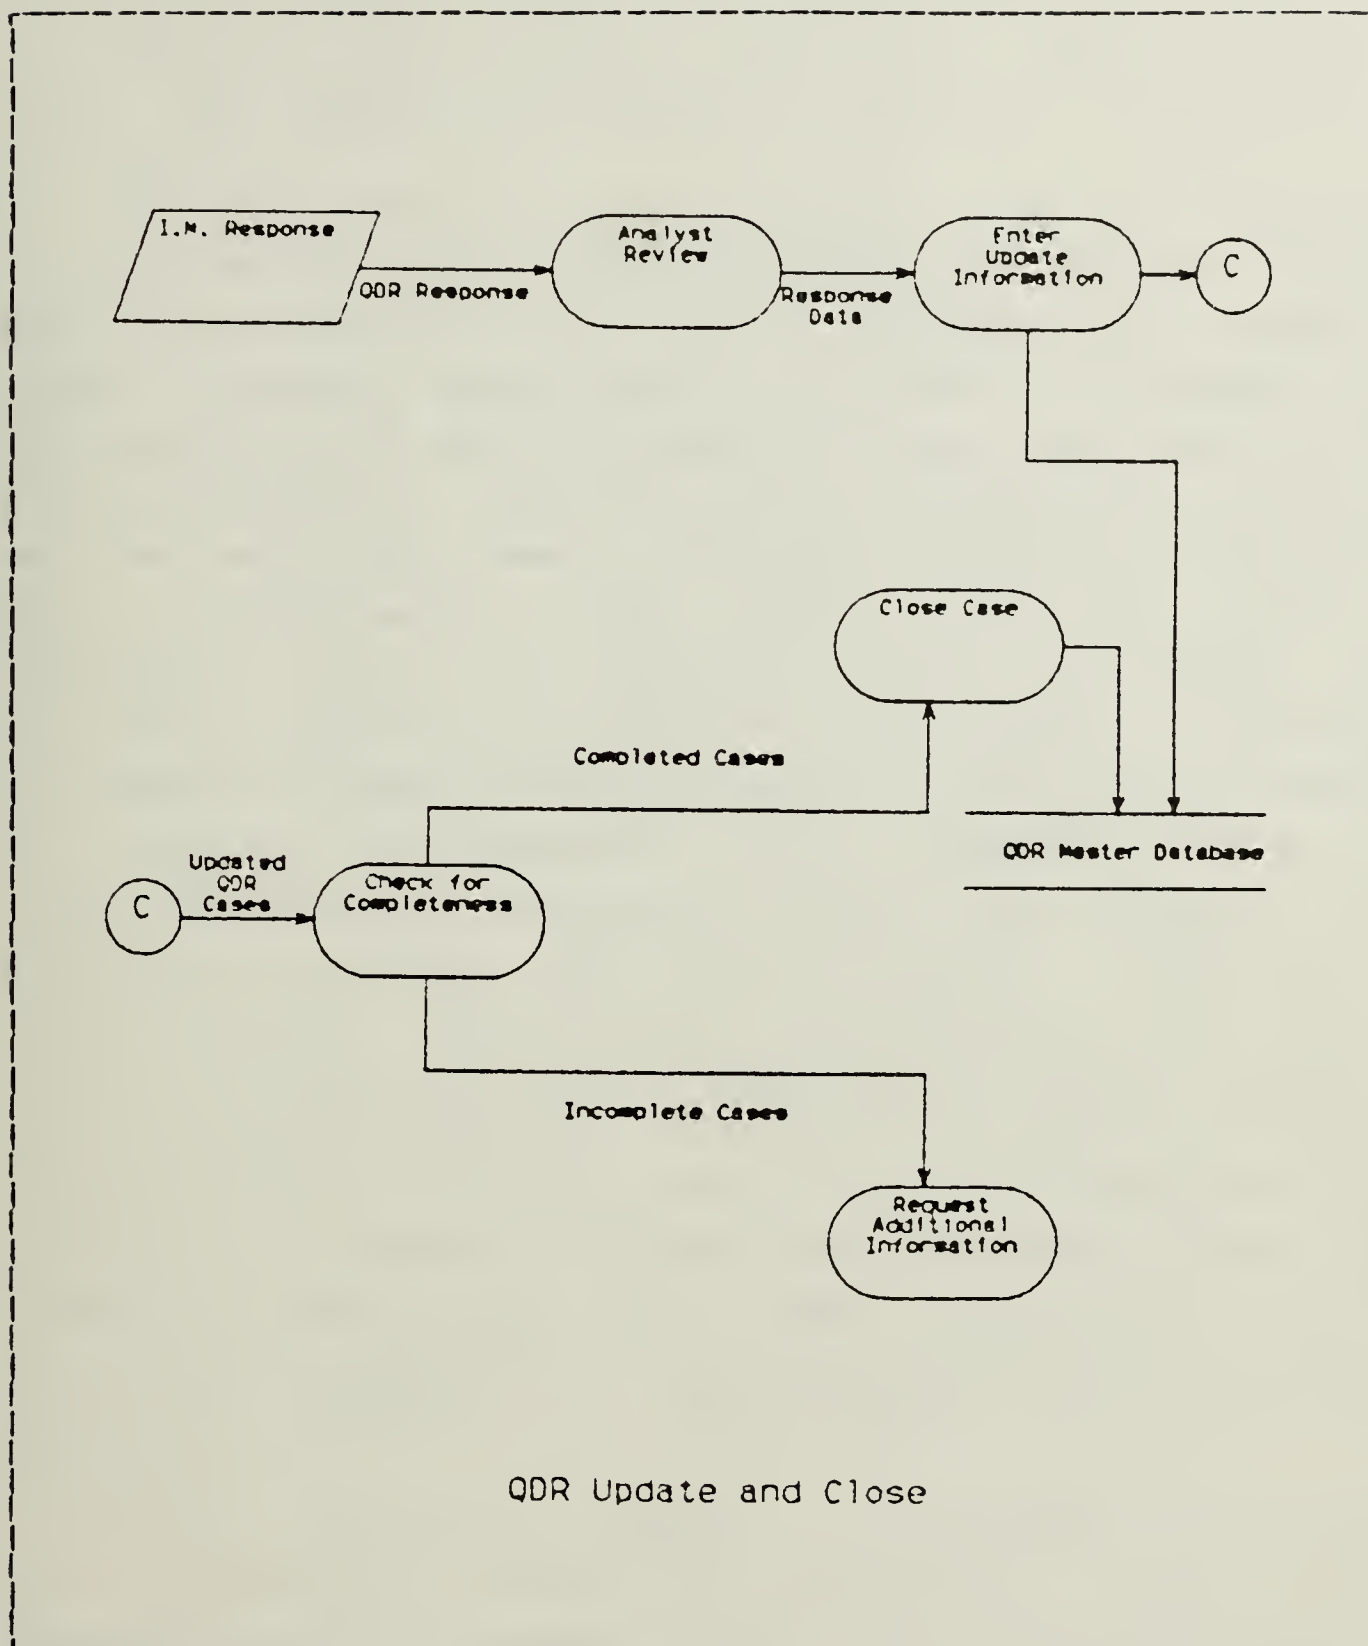 I.M. Response
QDR Response
Analyst
Review
Response
Data
Enter
Update
Information
C
Close Case
Completed Cases
QDR Master Database
C
Updated
QDR
Cases
Check for
Completeness
Incomplete Cases
Request
Additional
Information
QDR Update and Close